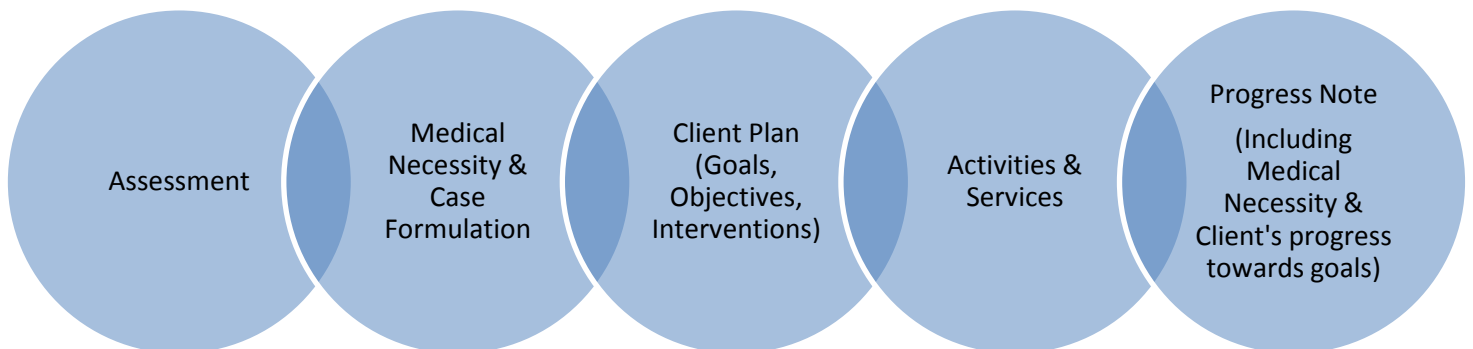 Assessment
Medical
Necessity &
Case
Formulation
Client Plan
(Goals,
Objectives,
Interventions)
Activities &
Services
Progress Note
(Including
Medical
Necessity &
Client's progress
towards goals)